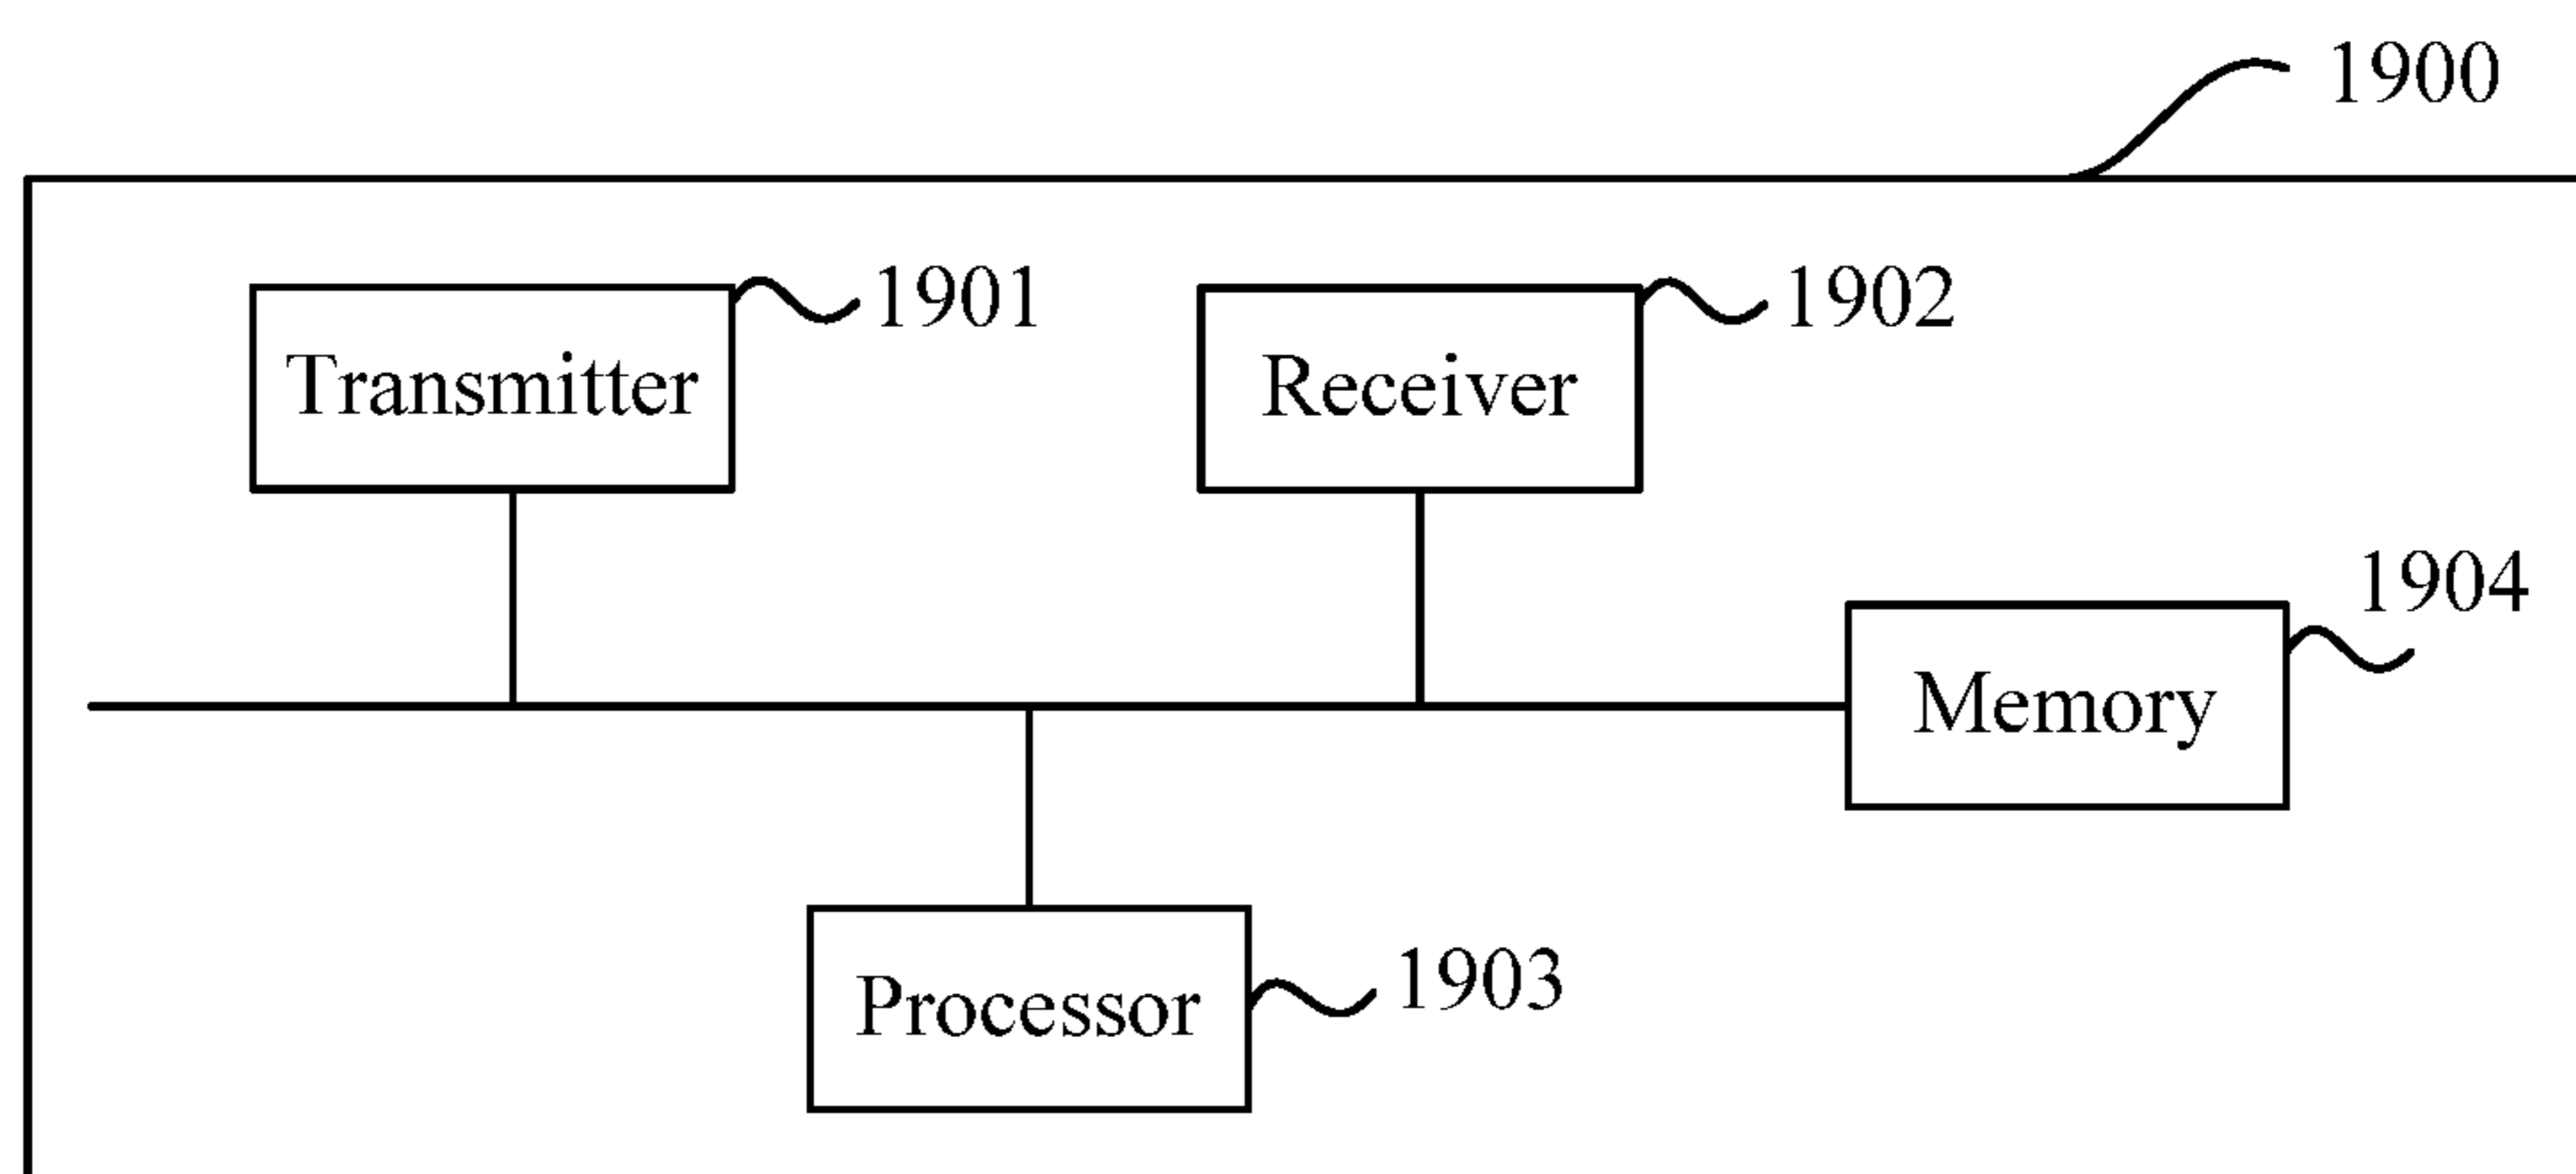 1900
1901
Transmitter
1902
Receiver
1904
Memory
1903
Processor